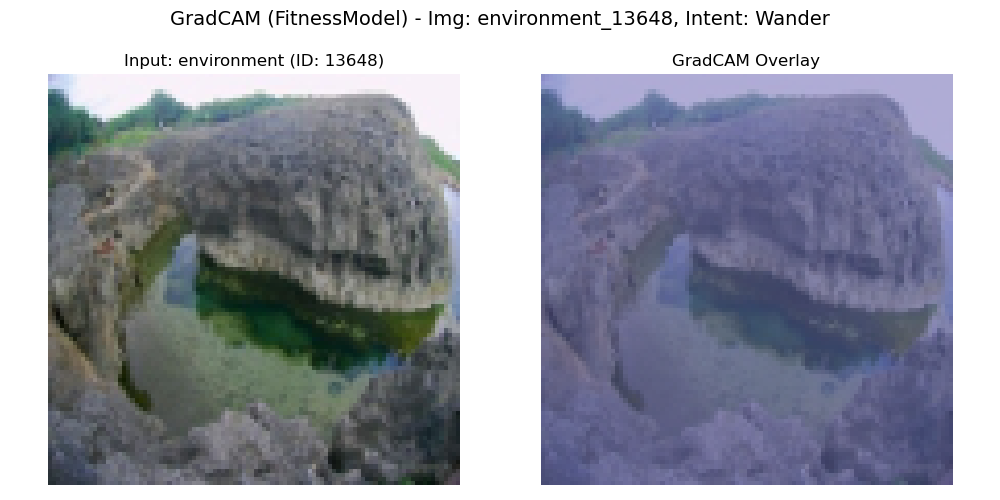 GradCAM (FitnessModel) - Img: environment_13648, Intent: Wander
Input: environment (ID: 13648)
GradCAM Overlay